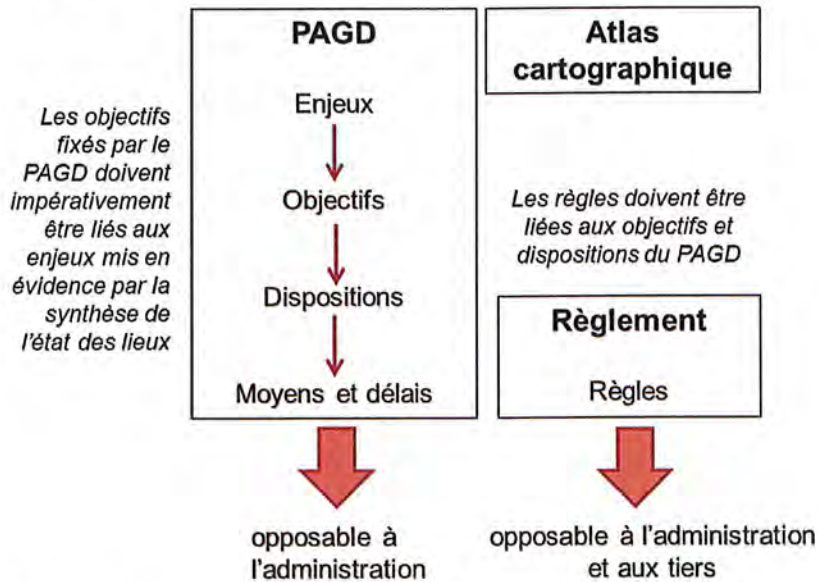 PAGD
Enjeux
Objectifs
Dispositions
Moyens et délais
Les objectifs
fixés par le
PAGD doivent
impérativement
être liés aux
enjeux mis en
évidence par la
synthèse de
l'état des lieux
Atlas
cartographique
Les règles doivent être
liées aux objectifs et
dispositions du PAGD
Règlement
Règles
opposable à
l'administration
opposable à l'administration
et aux tiers